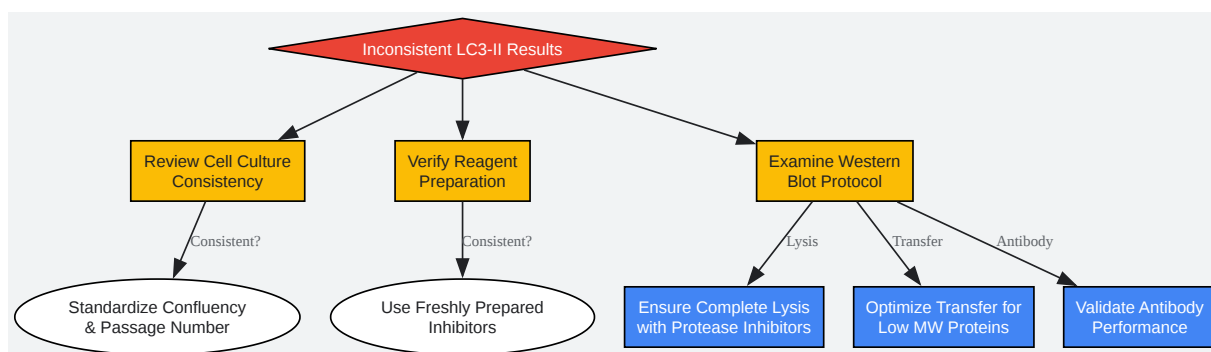 Inconsistent LC3-II Results
Review Cell Culture
Consistency
Verify Reagent
Preparation
Examine Western
Blot Protocol
Consistent?
Consistent?
Lysis
Transfer
Antibody
Standardize Confluency
& Passage Number
Use Freshly Prepared
Inhibitors
Ensure Complete Lysis
with Protease Inhibitors
Optimize Transfer for
Low MW Proteins
Validate Antibody
Performance